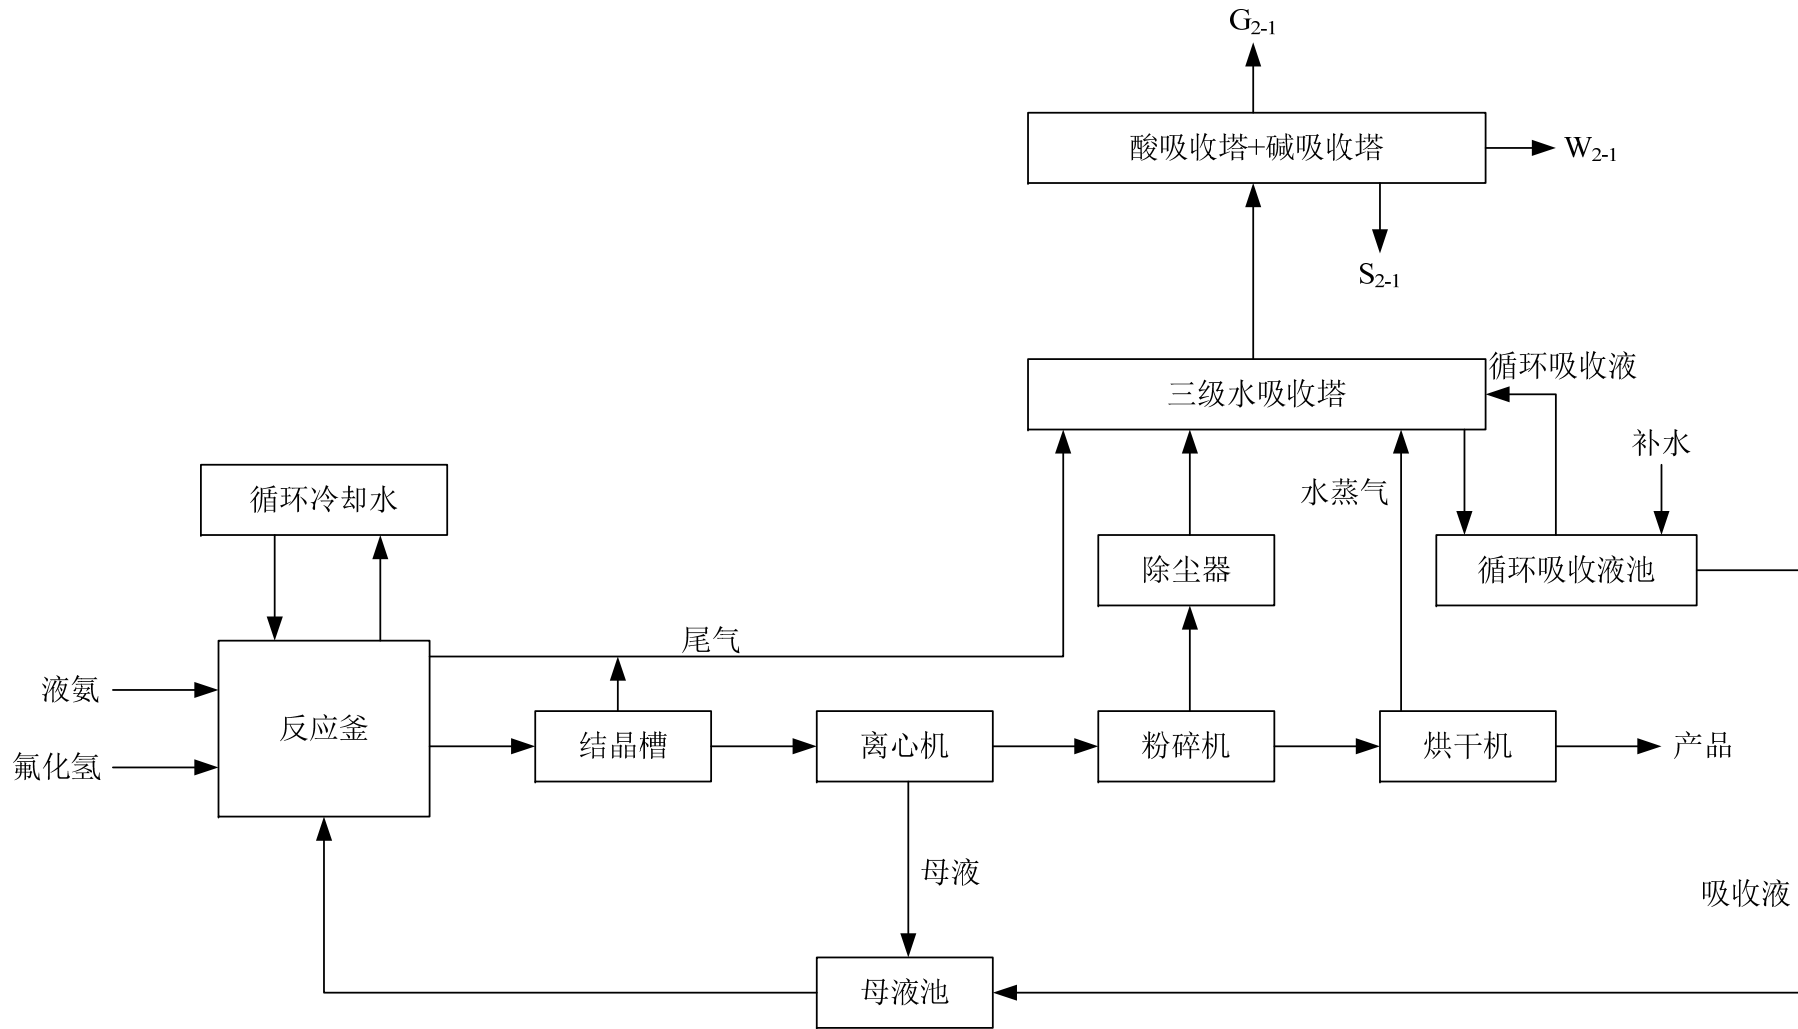 G2-1
酸吸收塔+碱吸收塔
W2-1
S2-1
循环吸收液
三级水吸收塔
补水
循环冷却水
水蒸气
除尘器
循环吸收液池
尾气
液氨
反应釜
结晶槽
离心机
粉碎机
烘干机
产品
氟化氢
母液
吸收液
母液池